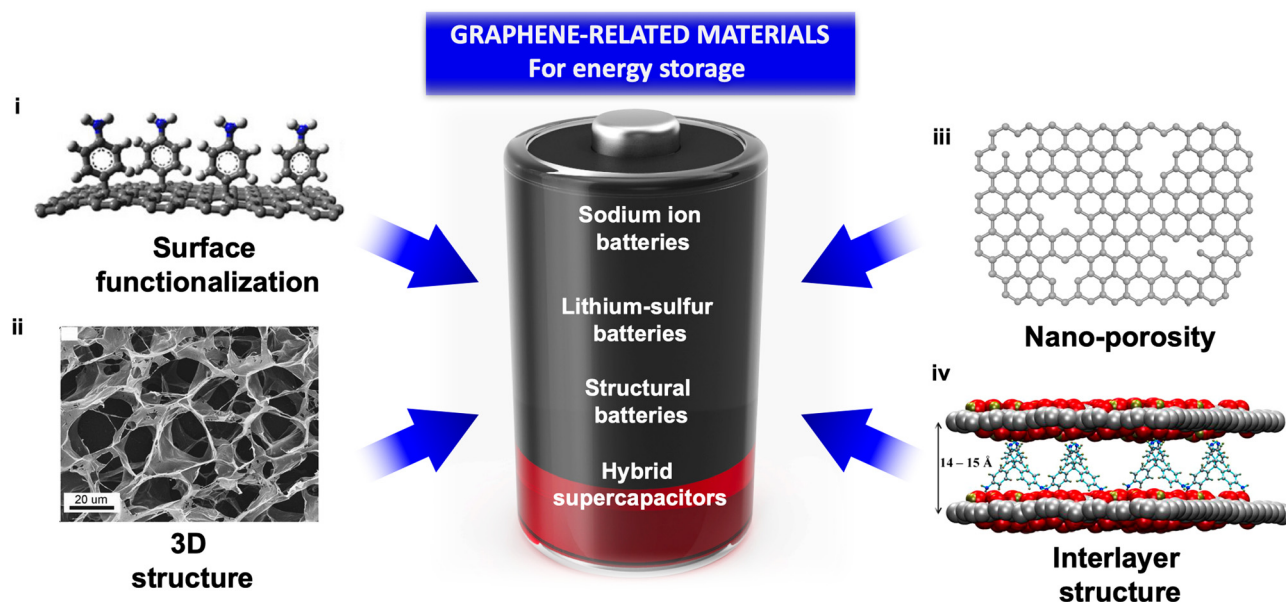 GRAPHENE-RELATED MATERIALS
For energy storage
i
Surface
functionalization
ii
20 um
3D
structure
Sodium ion
batteries
Lithium-sulfur
batteries
Structural
batteries
Hybrid
supercapacitors
iii
Nano-porosity
iv
14 – 15 Å
Interlayer
structure